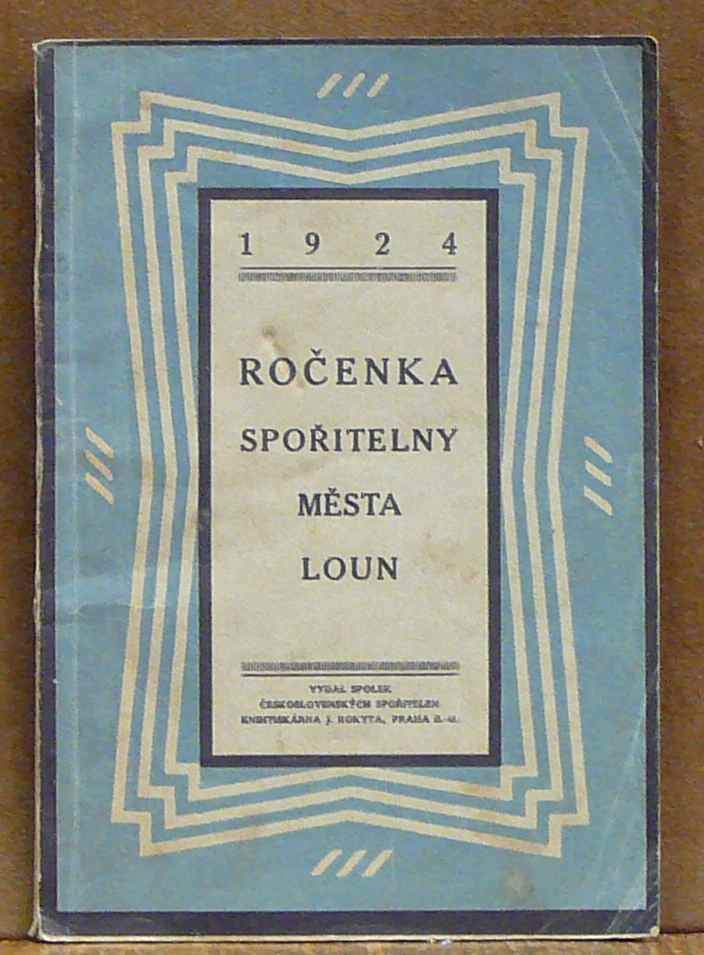 1 9 2 4
ROČENKA
SPOŘITELNY
MĚSTA
LOUN
VYDAL SPOLEK
ČESKOSLOVENSKÝCH SPOŘITELEN
KNIHTISKÁRNA J. ROKYTA, PRAHA